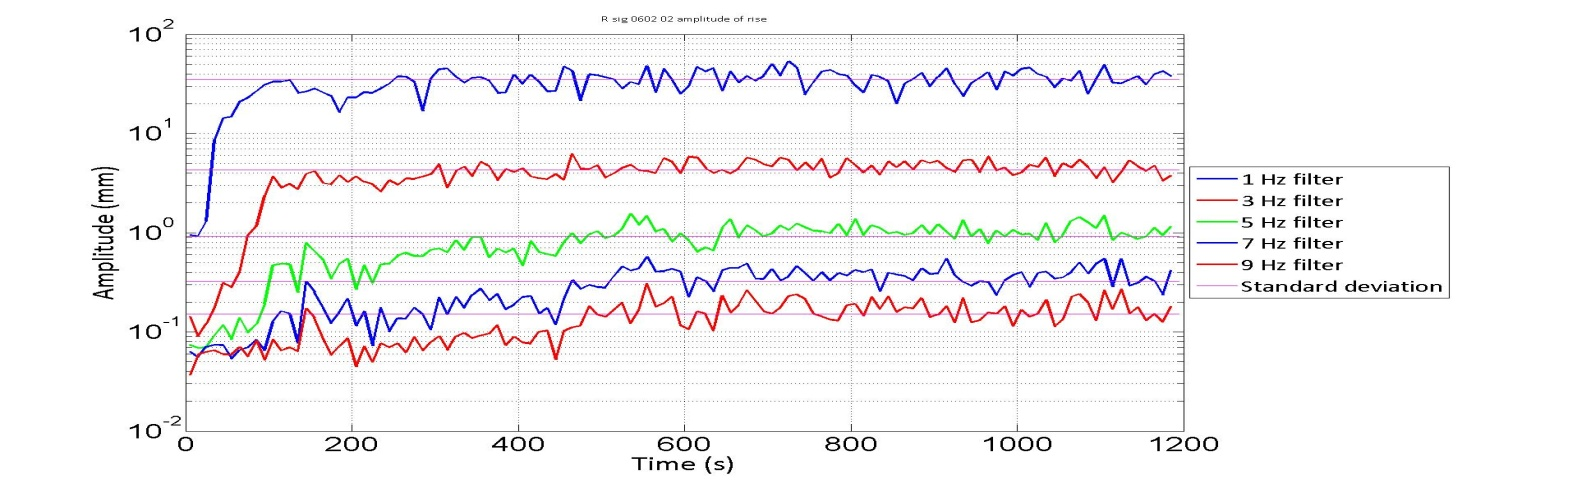 R sig 0602 02 amplitude of rise
10^2
10^1
10^0
10^-1
10^-2
Amplitude (mm)
0 200 400 600 800 1000 1200
Time (s)
1 Hz filter
3 Hz filter
5 Hz filter
7 Hz filter
9 Hz filter
Standard deviation